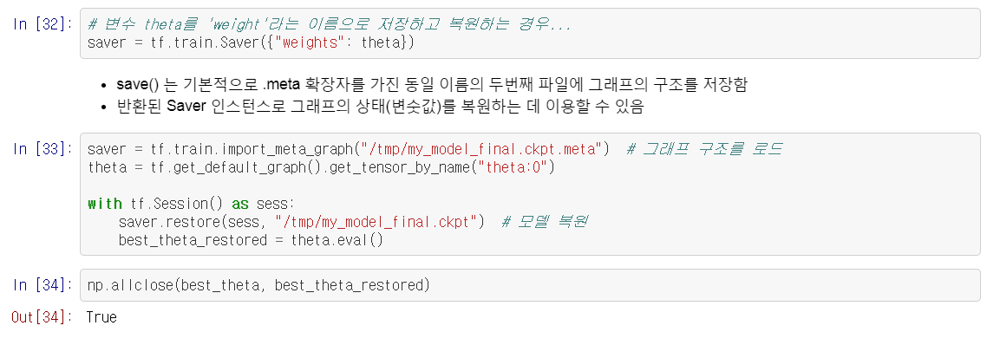 In [32]: # 변수 theta를 'weight'라는 이름으로 저장하고 복원하는 경우...
saver = tf.train.Saver({"weights": theta})
• save() 는 기본적으로 .meta 확장자를 가진 동일 이름의 두번째 파일에 그래프의 구조를 저장함
• 반환된 Saver 인스턴스로 그래프의 상태(변숫값)를 복원하는 데 이용할 수 있음
In [33]: saver = tf.train.import_meta_graph("/tmp/my_model_final.ckpt.meta")  # 그래프 구조를 로드
theta = tf.get_default_graph().get_tensor_by_name("theta:0")
with tf.Session() as sess:
    saver.restore(sess, "/tmp/my_model_final.ckpt")  # 모델 복원
    best_theta_restored = theta.eval()
In [34]: np.allclose(best_theta, best_theta_restored)
Out[34]: True